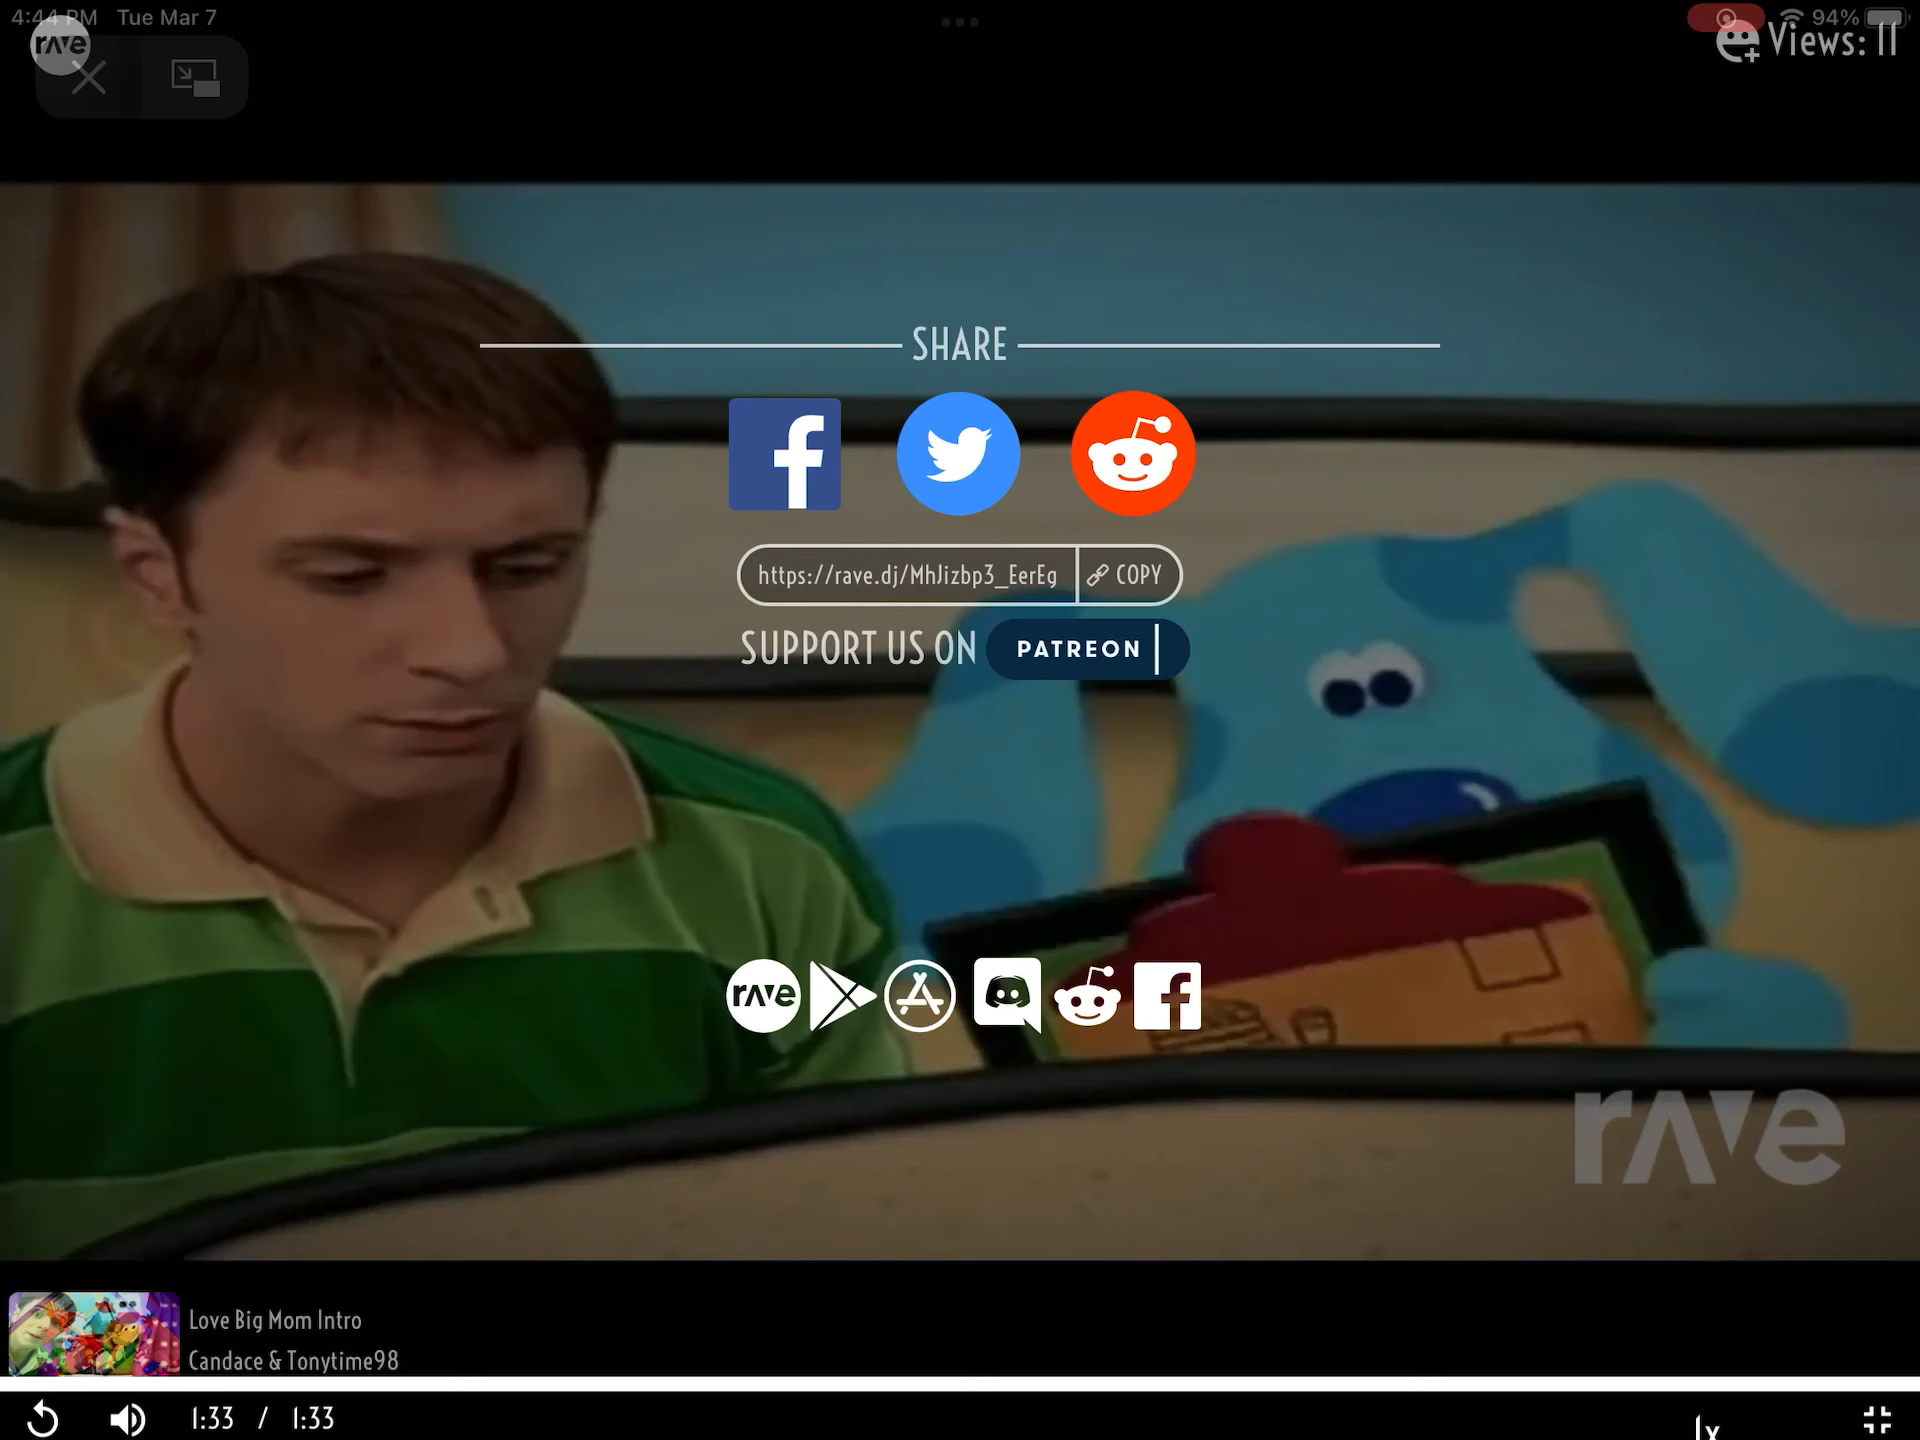 4:44 PM Tue Mar 7
94%
rave
Views: 11
SHARE
https://rave.dj/MhJizbp3_EerEg
COPY
SUPPORT US ON PATREON
rave
rave
Love Big Mom Intro
Candace & Tonytime98
1:33 / 1:33
1x